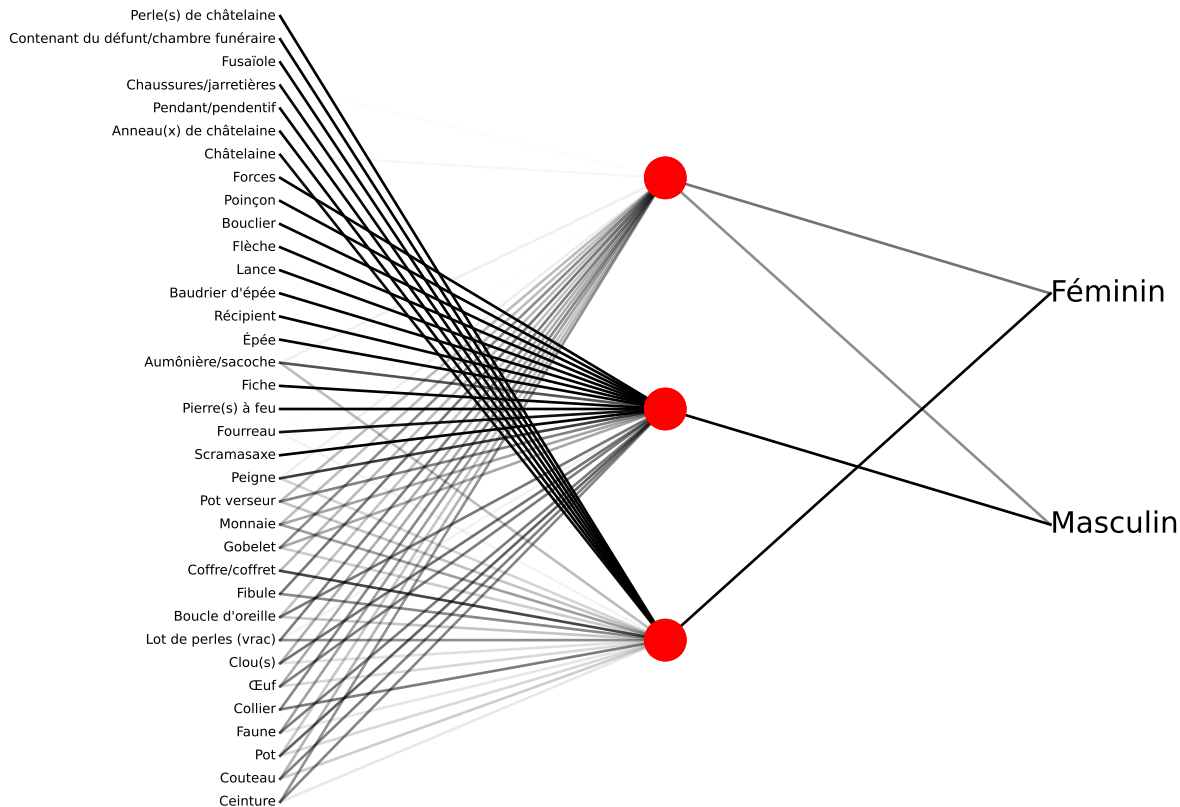 Perle(s) de châtelaine
Contenant du défunt/chambre funéraire
Fusaïole
Chaussures/jarretières
Pendant/pendentif
Anneau(x) de châtelaine
Châtelaine
Forces
Poinçon
Bouclier
Flèche
Lance
Baudrier d'épée
Récipient
Épée
Aumônière/sacoche
Fiche
Pierre(s) à feu
Fourreau
Scramasaxe
Peigne
Pot verseur
Monnaie
Gobelet
Coffre/coffret
Fibule
Boucle d'oreille
Lot de perles (vrac)
Clou(s)
Œuf
Collier
Faune
Pot
Couteau
Ceinture
Féminin
Masculin